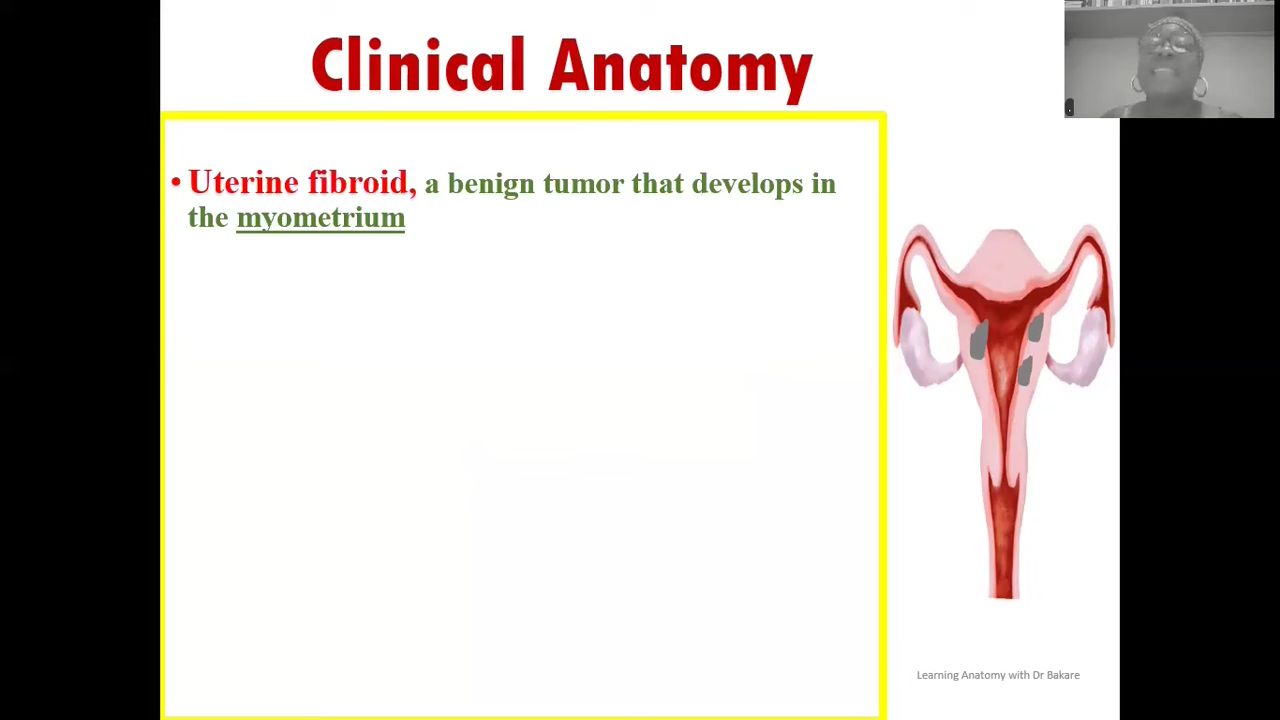 Clinical Anatomy
• Uterine fibroid, a benign tumor that develops in
the myometrium
Learning Anatomy with Dr Bakare